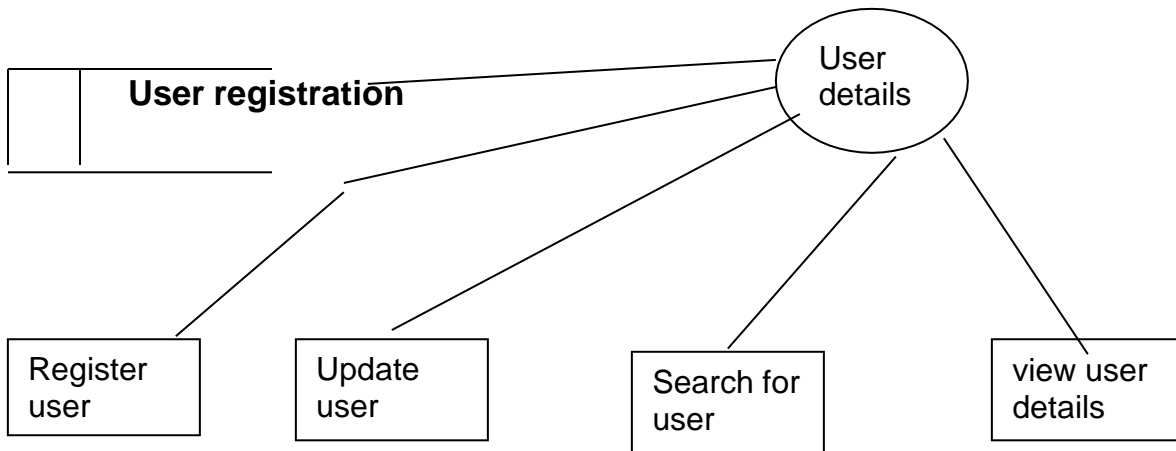 User
details
User registration
Register
user
Update
user
Search for
user
view user
details